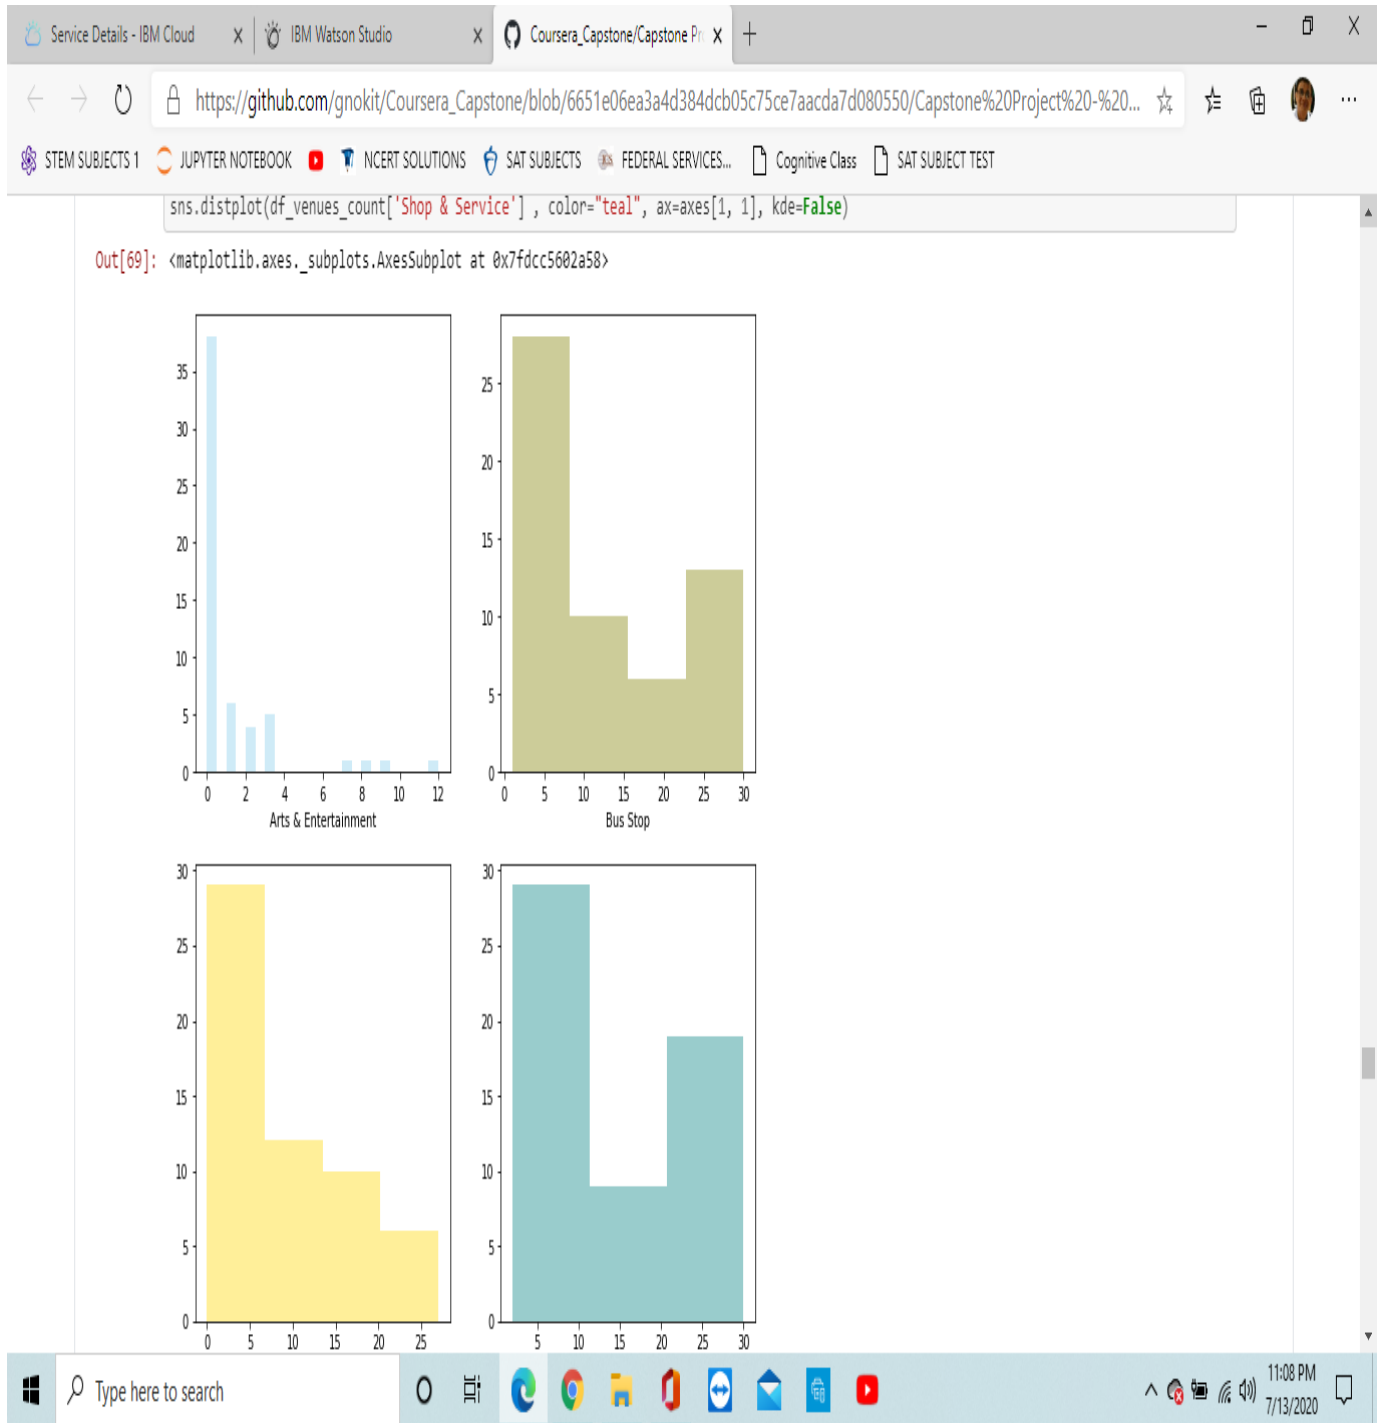 Service Details - IBM Cloud
IBM Watson Studio
Coursera_Capstone/Capstone Pr
https://github.com/gnokit/Coursera_Capstone/blob/6651e06ea3a4d384dcb05c75ce7aacda7d080550/Capstone%20Project%20-%20...
STEM SUBJECTS 1
JUPYTER NOTEBOOK
NCERT SOLUTIONS
SAT SUBJECTS
FEDERAL SERVICES...
Cognitive Class
SAT SUBJECT TEST
sns.distplot(df_venues_count['Shop & Service'] , color="teal", ax=axes[1, 1], kde=False)
Out[69]: <matplotlib.axes._subplots.AxesSubplot at 0x7fdcc5602a58>
35
30
25
20
15
10
5
0
0 2 4 6 8 10 12
Arts & Entertainment
25
20
15
10
5
0
0 5 10 15 20 25 30
Bus Stop
30
25
20
15
10
5
0
0 5 10 15 20 25
30
25
20
15
10
5
0
5 10 15 20 25 30
Type here to search
11:08 PM
7/13/2020